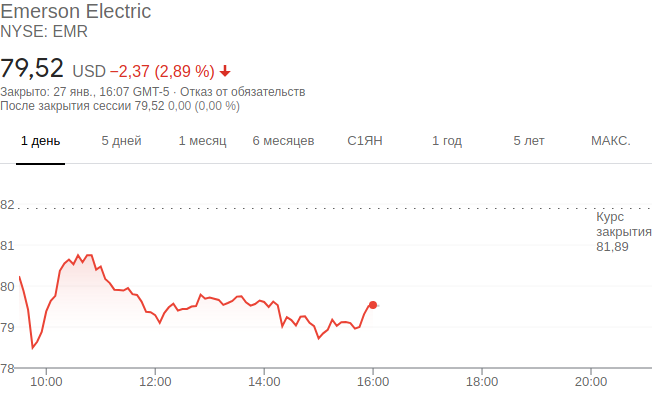 Emerson Electric
NYSE: EMR
79,52 USD −2,37 (2,89 %)
Закрыто: 27 янв., 16:07 GMT-5 · Отказ от обязательств
После закрытия сессии 79,52 0,00 (0,00 %)
1 день 5 дней 1 месяц 6 месяцев С1ЯН 1 год 5 лет МАКС.
82
Курс
закрытия
81,89
81
80
79
78
10:00 12:00 14:00 16:00 18:00 20:00